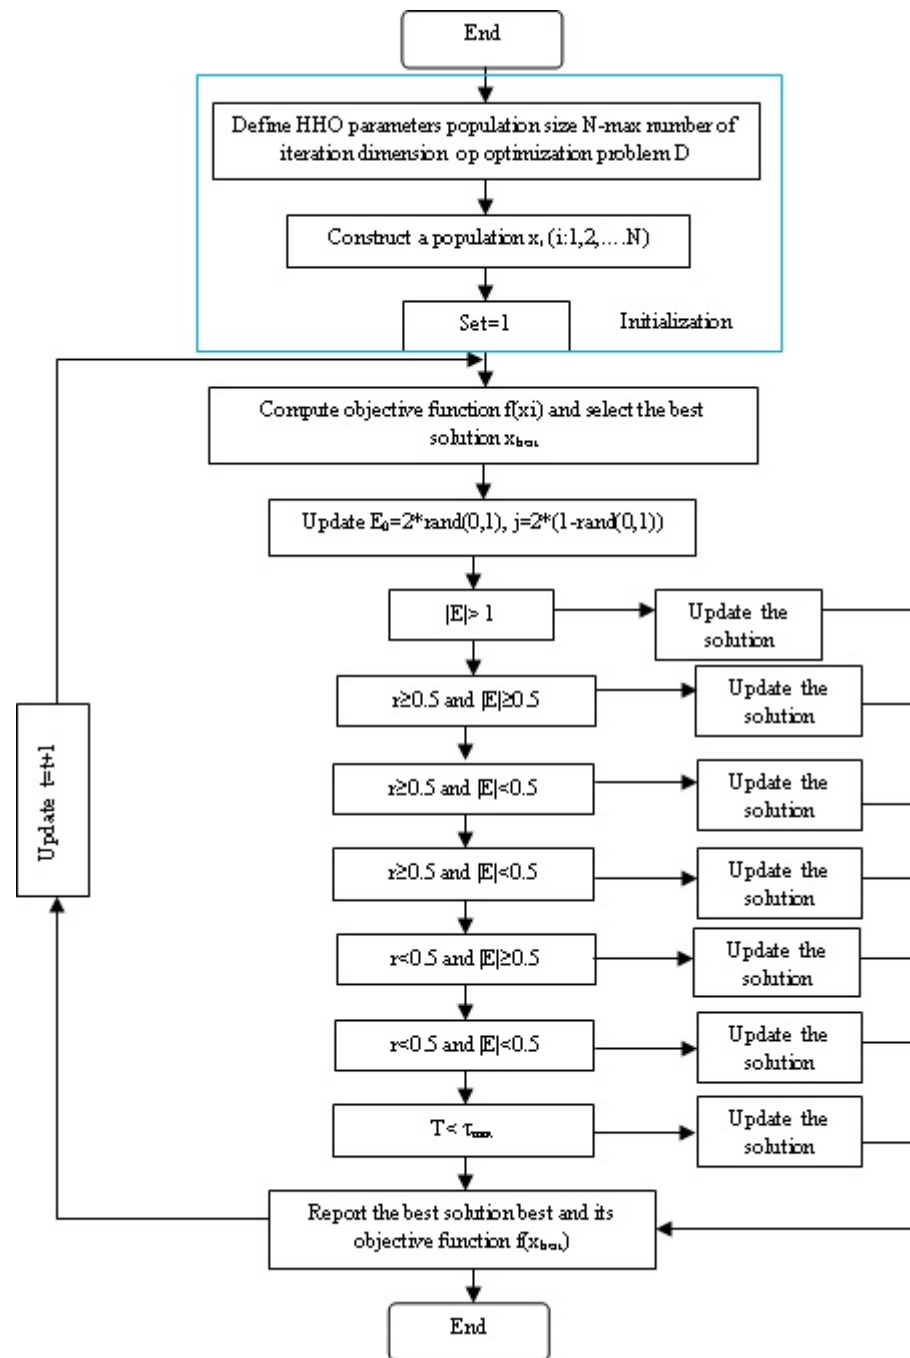 End
Define HHO parameters population size N-max number of
iteration dimension op optimization problem D
Construct a population xᵢ (i:1,2,....N)
Set=1
Initialization
Compute objective function f(xi) and select the best
solution x_best
Update E₀=2*rand(0,1), j=2*(1-rand(0,1))
|E|> 1
Update the
solution
r≥0.5 and |E|≥0.5
Update the
solution
Update t=t+1
r≥0.5 and |E|<0.5
Update the
solution
r≥0.5 and |E|<0.5
Update the
solution
r<0.5 and |E|≥0.5
Update the
solution
r<0.5 and |E|<0.5
Update the
solution
T< τ
Update the
solution
Report the best solution best and its
objective function f(x_best)
End